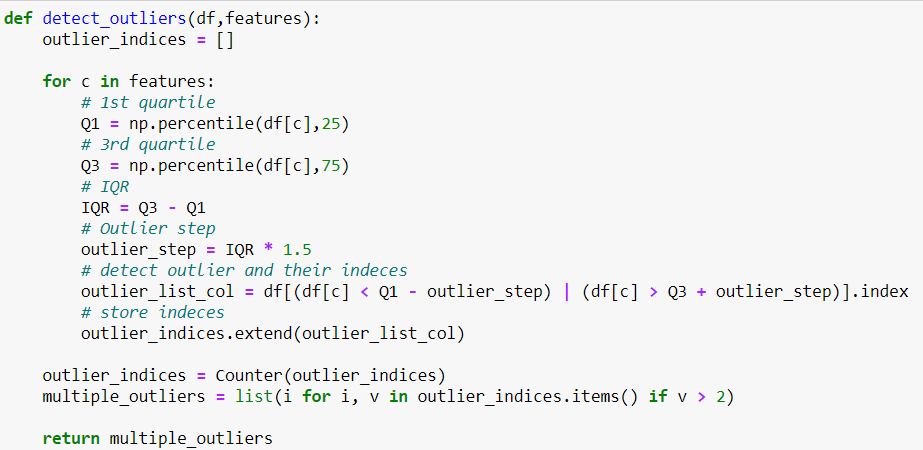 def detect_outliers(df,features):
    outlier_indices = []

    for c in features:
        # 1st quartile
        Q1 = np.percentile(df[c],25)
        # 3rd quartile
        Q3 = np.percentile(df[c],75)
        # IQR
        IQR = Q3 - Q1
        # Outlier step
        outlier_step = IQR * 1.5
        # detect outlier and their indeces
        outlier_list_col = df[(df[c] < Q1 - outlier_step) | (df[c] > Q3 + outlier_step)].index
        # store indeces
        outlier_indices.extend(outlier_list_col)

    outlier_indices = Counter(outlier_indices)
    multiple_outliers = list(i for i, v in outlier_indices.items() if v > 2)

    return multiple_outliers